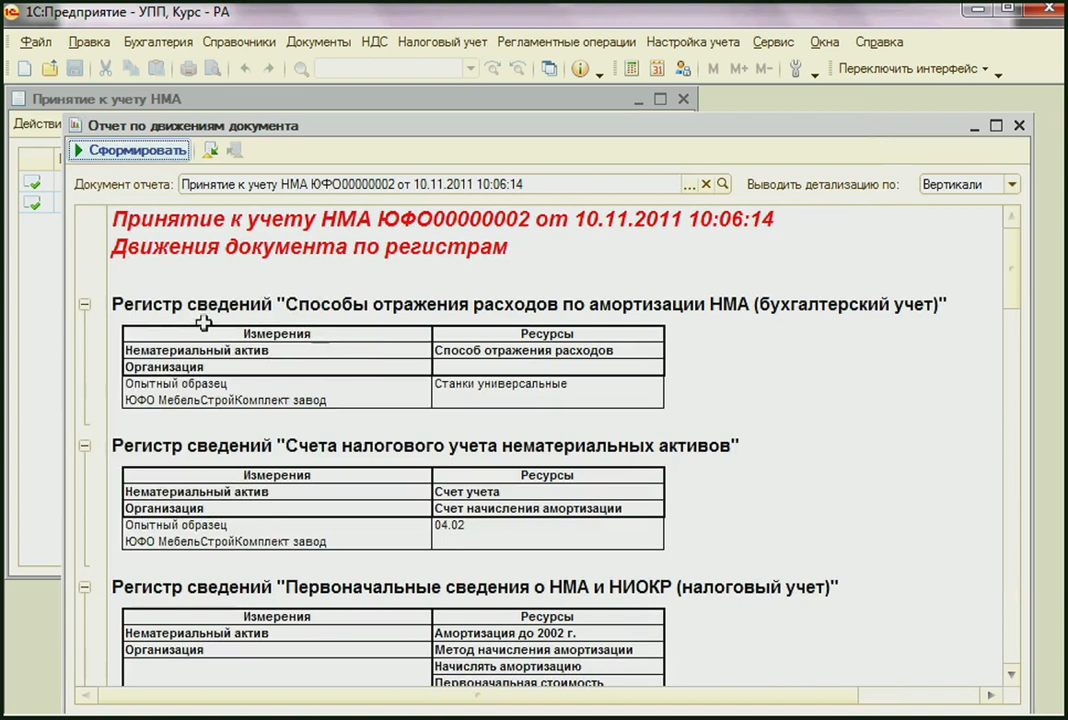 1С:Предприятие - УПП, Курс - РА
Файл Правка Бухгалтерия Справочники Документы НДС Налоговый учет Регламентные операции Настройка учета Сервис Окна Справка
M M+ M- Переключить интерфейс
Принятие к учету НМА
Действи
Отчет по движениям документа
Сформировать
Документ отчета: Принятие к учету НМА ЮФО00000002 от 10.11.2011 10:06:14 ... Выводить детализацию по: Вертикали
Принятие к учету НМА ЮФО00000002 от 10.11.2011 10:06:14
Движения документа по регистрам
Регистр сведений "Способы отражения расходов по амортизации НМА (бухгалтерский учет)"
Измерения Ресурсы
Нематериальный актив Способ отражения расходов
Организация
Опытный образец Станки универсальные
ЮФО МебельСтройКомплект завод
Регистр сведений "Счета налогового учета нематериальных активов"
Измерения Ресурсы
Нематериальный актив Счет учета
Организация Счет начисления амортизации
Опытный образец 04.02
ЮФО МебельСтройКомплект завод
Регистр сведений "Первоначальные сведения о НМА и НИОКР (налоговый учет)"
Измерения Ресурсы
Нематериальный актив Амортизация до 2002 г.
Организация Метод начисления амортизации
Начислять амортизацию
Первоначальная стоимость